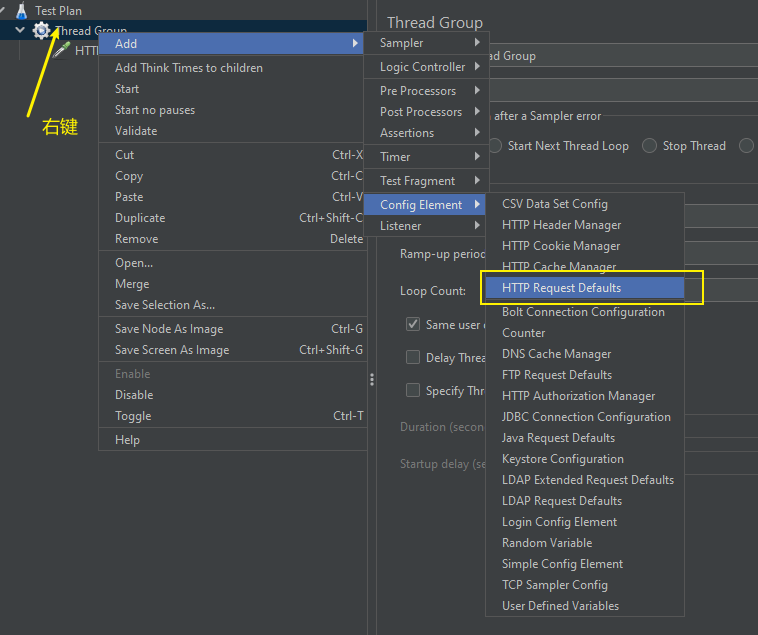 Test Plan
Thread Group
HTT
右键
Add
Add Think Times to children
Start
Start no pauses
Validate
Cut Ctrl-X
Copy Ctrl-C
Paste Ctrl-V
Duplicate Ctrl+Shift-C
Remove Delete
Open...
Merge
Save Selection As...
Save Node As Image Ctrl-G
Save Screen As Image Ctrl+Shift-G
Enable
Disable
Toggle Ctrl-T
Help
Sampler
Logic Controller
Pre Processors
Post Processors
Assertions
Timer
Test Fragment
Config Element
Listener
CSV Data Set Config
HTTP Header Manager
HTTP Cookie Manager
HTTP Cache Manager
HTTP Request Defaults
Bolt Connection Configuration
Counter
DNS Cache Manager
FTP Request Defaults
HTTP Authorization Manager
JDBC Connection Configuration
Java Request Defaults
Keystore Configuration
LDAP Extended Request Defaults
LDAP Request Defaults
Login Config Element
Random Variable
Simple Config Element
TCP Sampler Config
User Defined Variables
Thread Group
ad Group
after a Sampler error
Start Next Thread Loop Stop Thread
Ramp-up period
Loop Count:
Same user
Delay Threa
Specify Thr
Duration (secon
Startup delay (se